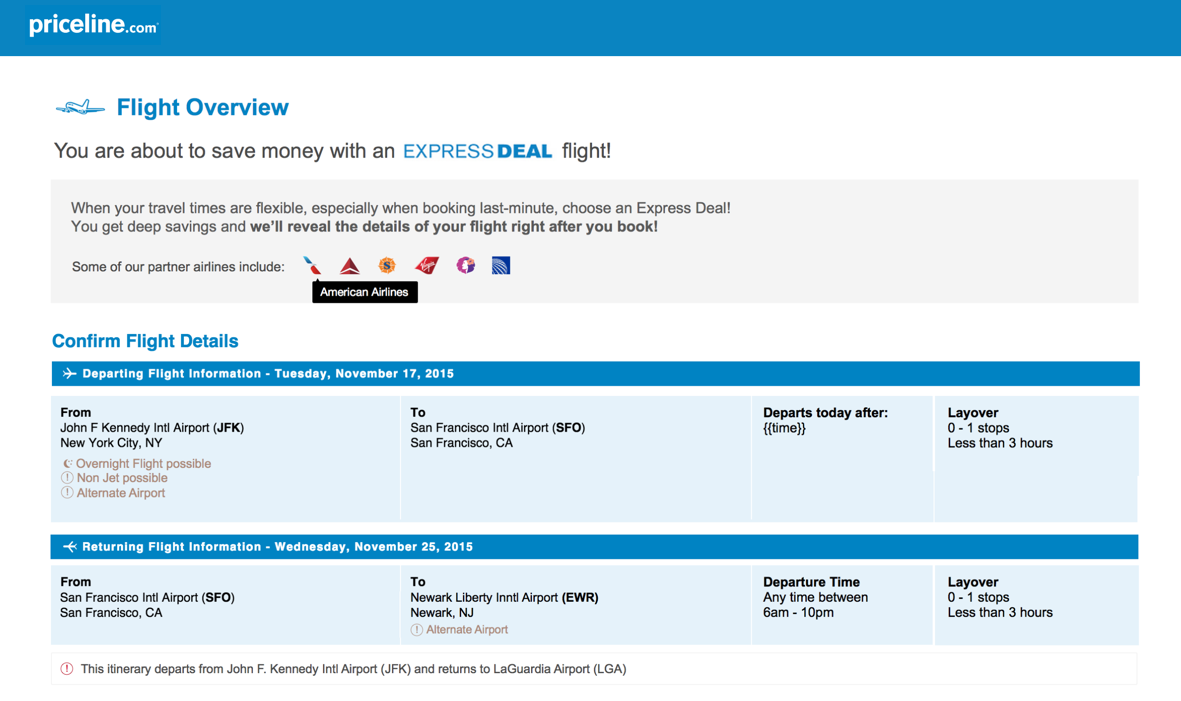 priceline.com
Flight Overview
You are about to save money with an EXPRESSDEAL flight!
When your travel times are flexible, especially when booking last-minute, choose an Express Deal!
You get deep savings and we'll reveal the details of your flight right after you book!
Some of our partner airlines include:
S
Virgin
American Airlines
Confirm Flight Details
Departing Flight Information - Tuesday, November 17, 2015
From
John F Kennedy Intl Airport (JFK)
New York City, NY
Overnight Flight possible
Non Jet possible
Alternate Airport
To
San Francisco Intl Airport (SFO)
San Francisco, CA
Departs today after:
{{time}}
Layover
0 - 1 stops
Less than 3 hours
Returning Flight Information - Wednesday, November 25, 2015
From
San Francisco Intl Airport (SFO)
San Francisco, CA
To
Newark Liberty Inntl Airport (EWR)
Newark, NJ
Alternate Airport
Departure Time
Any time between
6am - 10pm
Layover
0 - 1 stops
Less than 3 hours
This itinerary departs from John F. Kennedy Intl Airport (JFK) and returns to LaGuardia Airport (LGA)